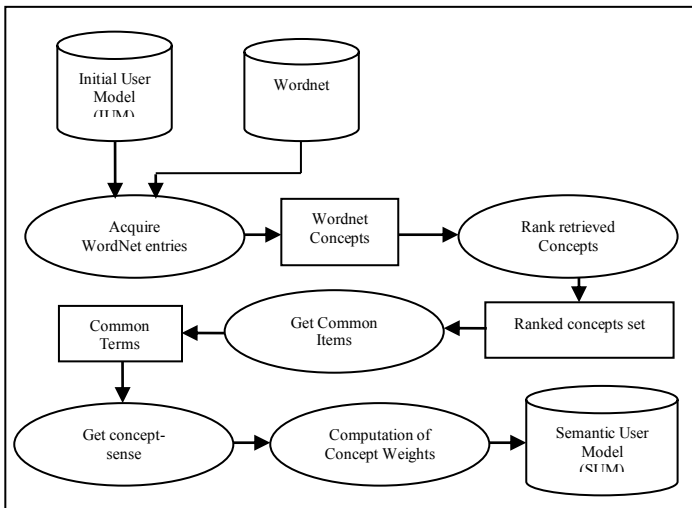 Initial User
Model
(IUM)
Wordnet
Acquire
WordNet entries
Wordnet
Concepts
Rank retrieved
Concepts
Common
Terms
Get Common
Items
Ranked concepts set
Get concept-
sense
Computation of
Concept Weights
Semantic User
Model
(SUM)